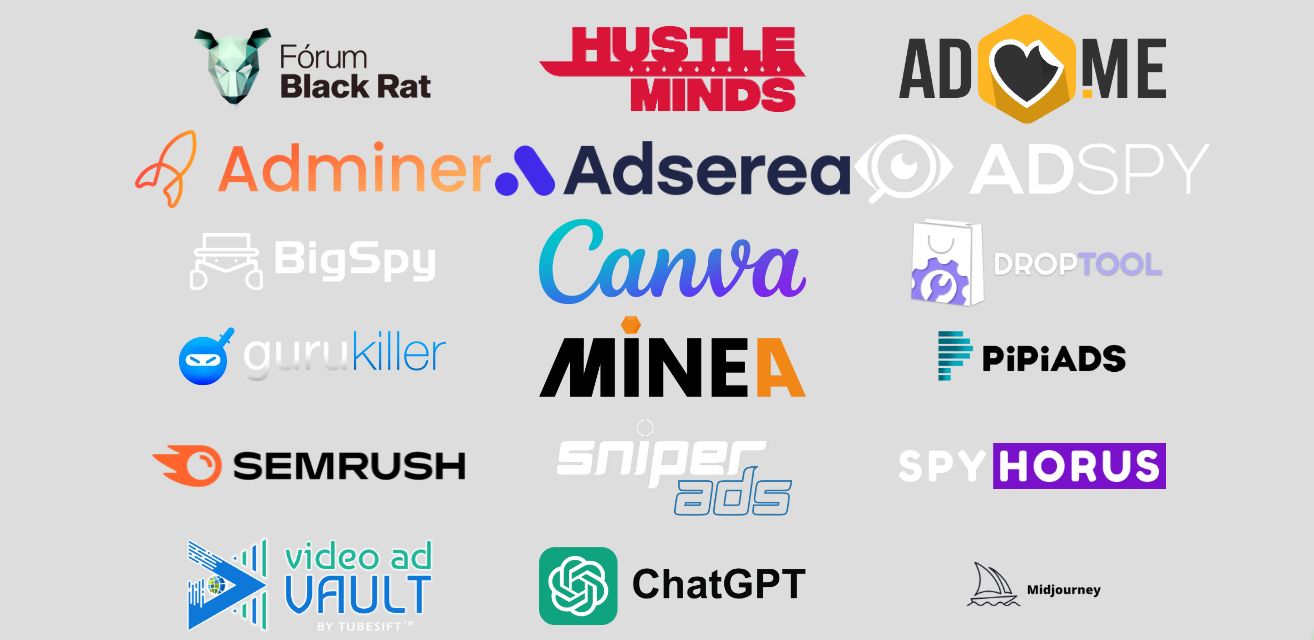 Fórum
Black Rat
HUSTLE
MINDS
AD ME
Adminer
Adserea
ADSPY
BigSpy
Canva
DROPTOOL
gurukiller
MINEA
PiPiADS
SEMRUSH
sniper
ads
SPY HORUS
video ad
VAULT
BY TUBESIFT™
ChatGPT
Midjourney